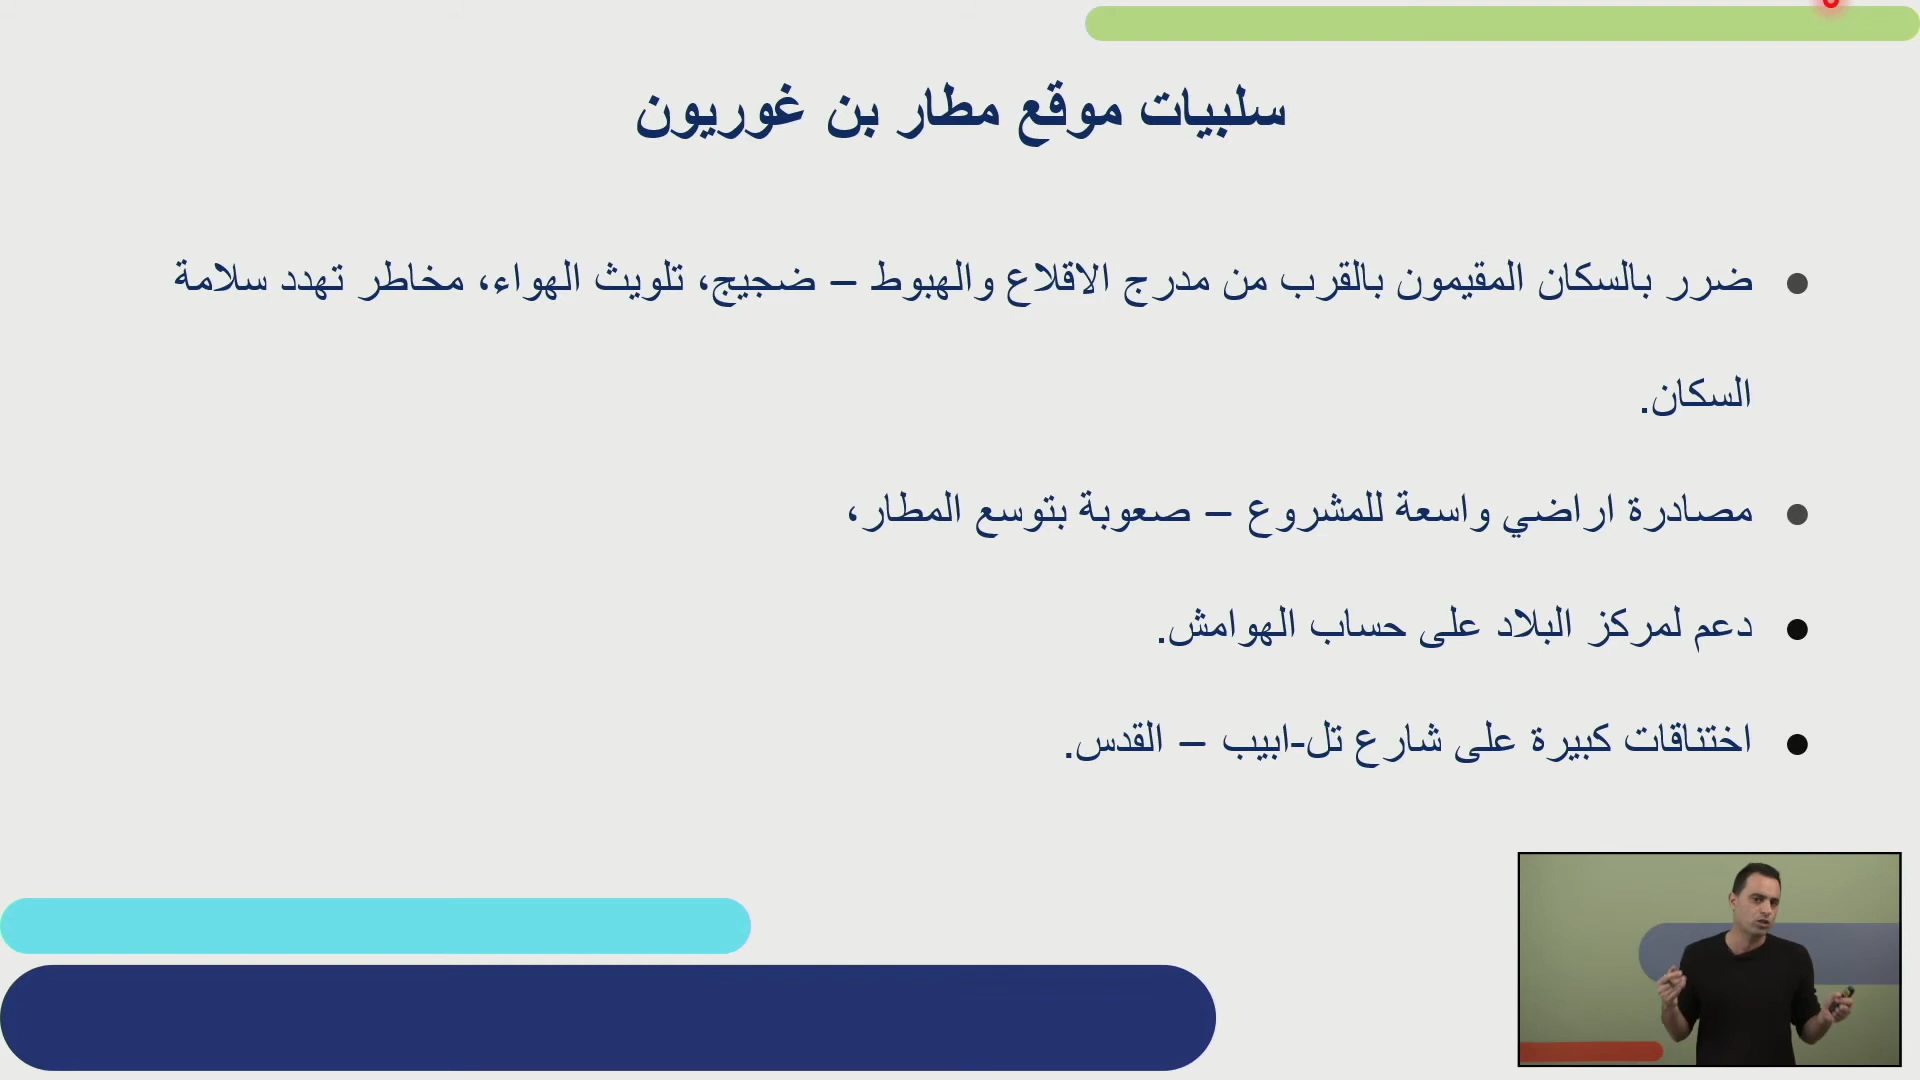 سلبيات موقع مطار بن غوريون
● ضرر بالسكان المقيمون بالقرب من مدرج الاقلاع والهبوط – ضجيج، تلويث الهواء، مخاطر تهدد سلامة
السكان.
● مصادرة اراضي واسعة للمشروع – صعوبة بتوسع المطار،
● دعم لمركز البلاد على حساب الهوامش.
● اختناقات كبيرة على شارع تل-ابيب – القدس.